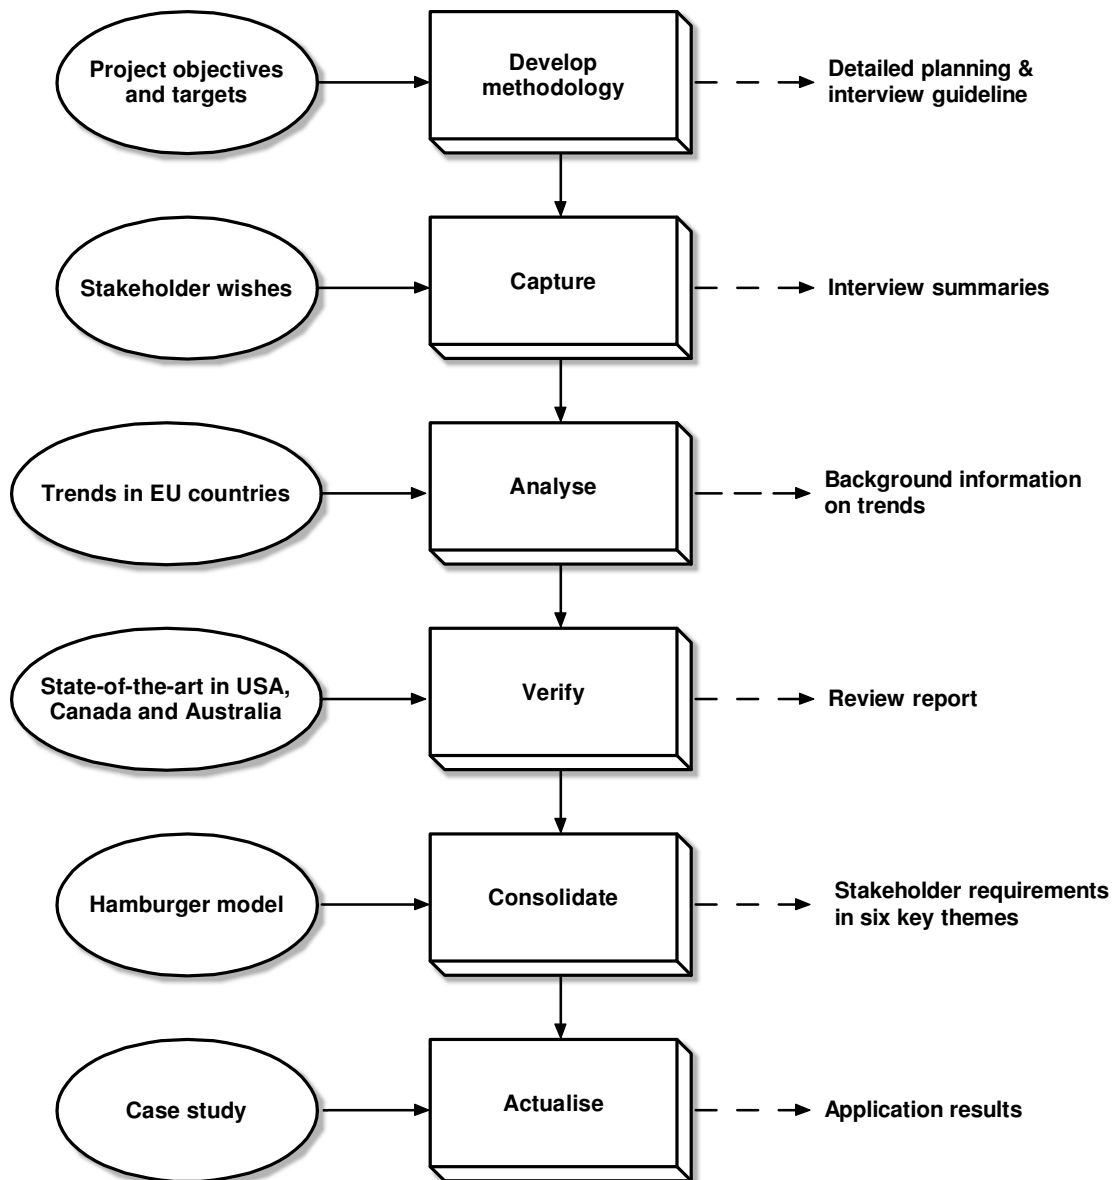 Project objectives
and targets
Develop
methodology
Detailed planning &
interview guideline
Stakeholder wishes
Capture
Interview summaries
Trends in EU countries
Analyse
Background information
on trends
State-of-the-art in USA,
Canada and Australia
Verify
Review report
Hamburger model
Consolidate
Stakeholder requirements
in six key themes
Case study
Actualise
Application results